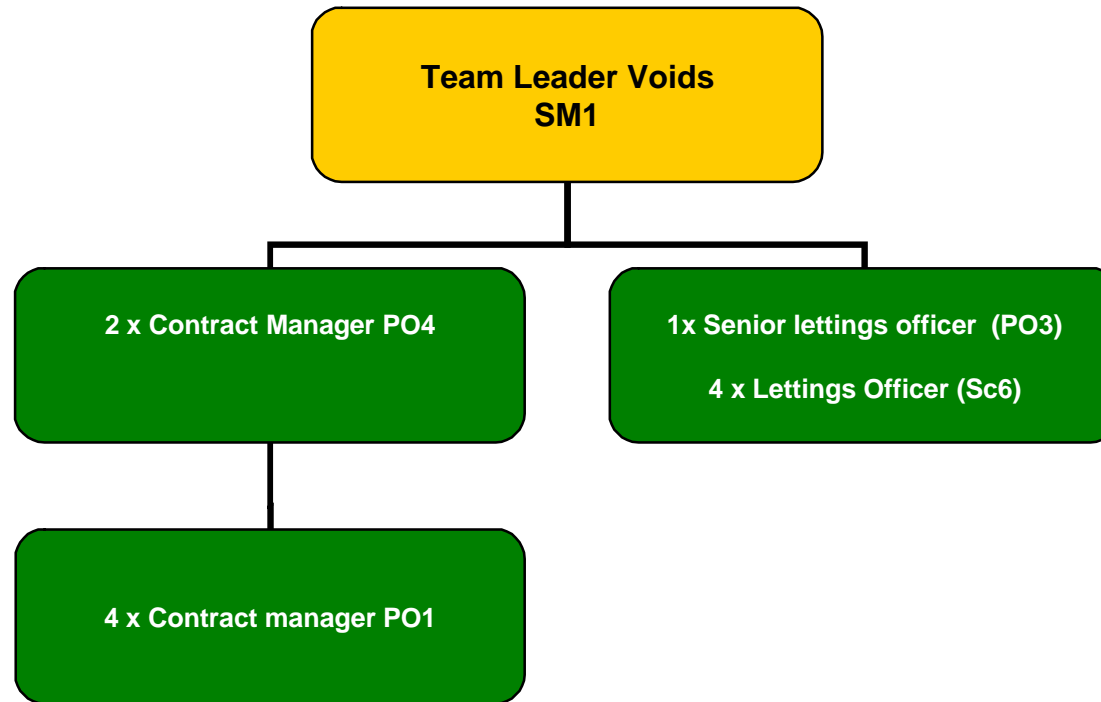 Team Leader Voids
SM1
2 x Contract Manager PO4
1x Senior lettings officer  (PO3)
4 x Lettings Officer (Sc6)
4 x Contract manager PO1